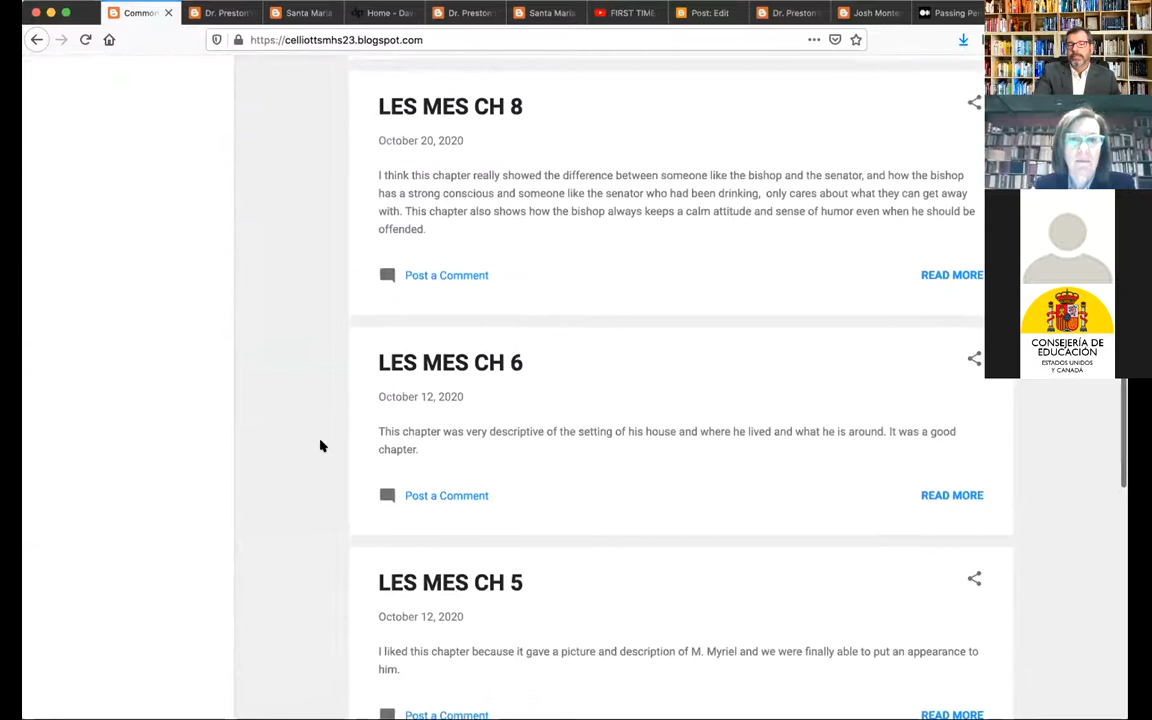 Common
Dr. Preston
Santa Maria
Home - Dav
Dr. Preston
Santa Maria
FIRST TIME
Post: Edit
Dr. Preston
Josh Monte
Passing Per
https://celliottsmhs23.blogspot.com
LES MES CH 8
October 20, 2020
I think this chapter really showed the difference between someone like the bishop and the senator, and how the bishop
has a strong conscious and someone like the senator who had been drinking, only cares about what they can get away
with. This chapter also shows how the bishop always keeps a calm attitude and sense of humor even when he should be
offended.
Post a Comment
READ MORE
LES MES CH 6
October 12, 2020
This chapter was very descriptive of the setting of his house and where he lived and what he is around. It was a good
chapter.
Post a Comment
READ MORE
LES MES CH 5
October 12, 2020
I liked this chapter because it gave a picture and description of M. Myriel and we were finally able to put an appearance to
him.
Post a Comment
READ MORE
CONSEJERÍA DE
EDUCACIÓN
ESTADOS UNIDOS
Y CANADÁ